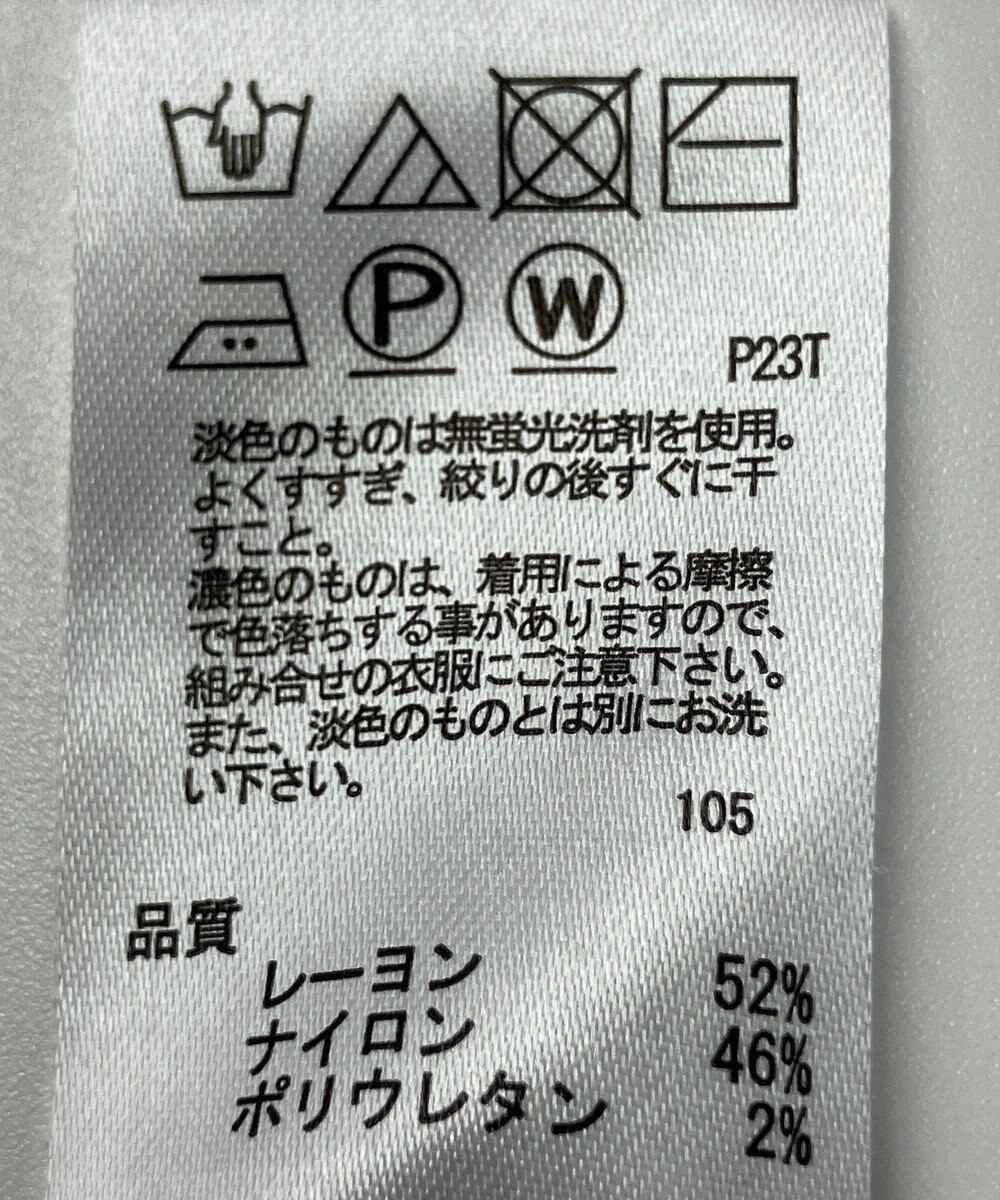 P
W
P23T
淡色のものは無蛍光洗剤を使用。
よくすすぎ、絞りの後すぐに干
すこと。
濃色のものは、着用による摩擦
で色落ちする事がありますので、
組み合せの衣服にご注意下さい。
また、淡色のものとは別にお洗
い下さい。
105
品質
レーヨン 52%
ナイロン 46%
ポリウレタン 2%